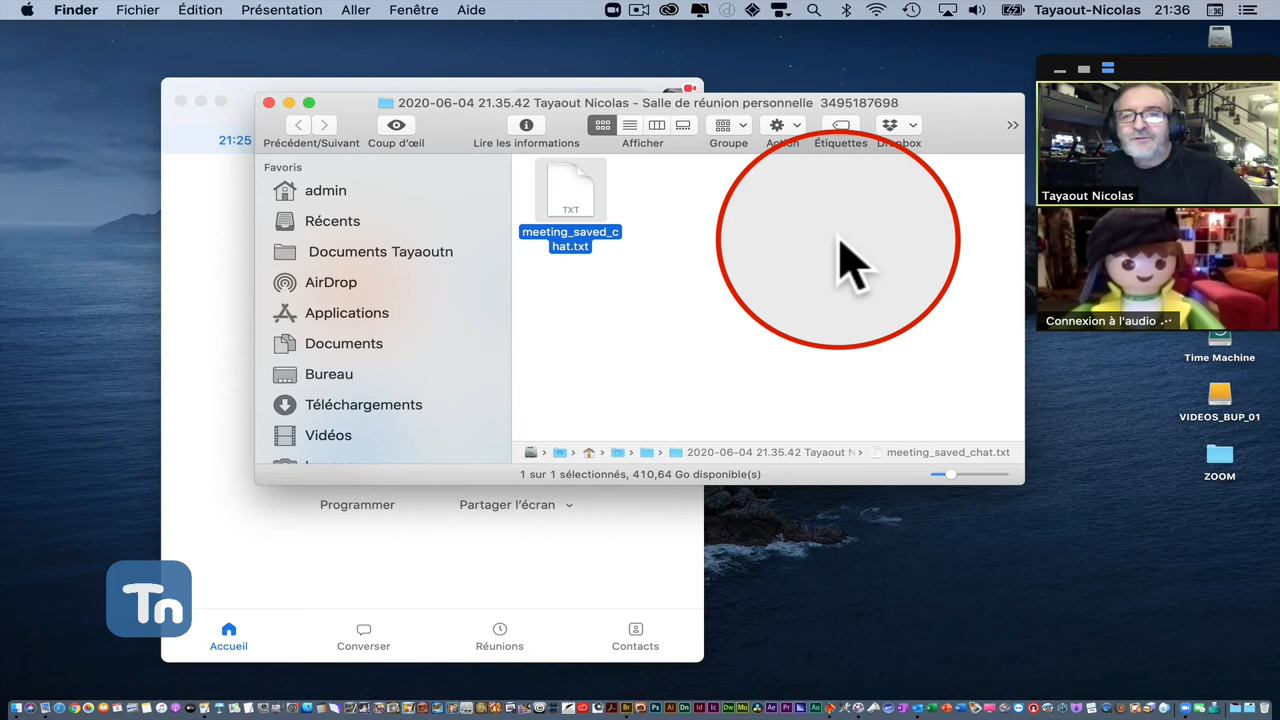 Finder Fichier Édition Présentation Aller Fenêtre Aide Tayaout-Nicolas 21:36
2020-06-04 21.35.42 Tayaout Nicolas - Salle de réunion personnelle 3495187698
21:25
Précédent/Suivant Coup d’œil Lire les informations Afficher Groupe Action Étiquettes Dropbox
Favoris
admin
Récents
Documents Tayaoutn
AirDrop
Applications
Documents
Bureau
Téléchargements
Vidéos
TXT
meeting_saved_c
hat.txt
2020-06-04 21.35.42 Tayaout N meeting_saved_chat.txt
1 sur 1 sélectionnés, 410,64 Go disponible(s)
Programmer Partager l’écran
Tn
Accueil Converser Réunions Contacts
Tayaout Nicolas
Connexion à l'audio ...
Time Machine
VIDEOS_BUP_01
ZOOM